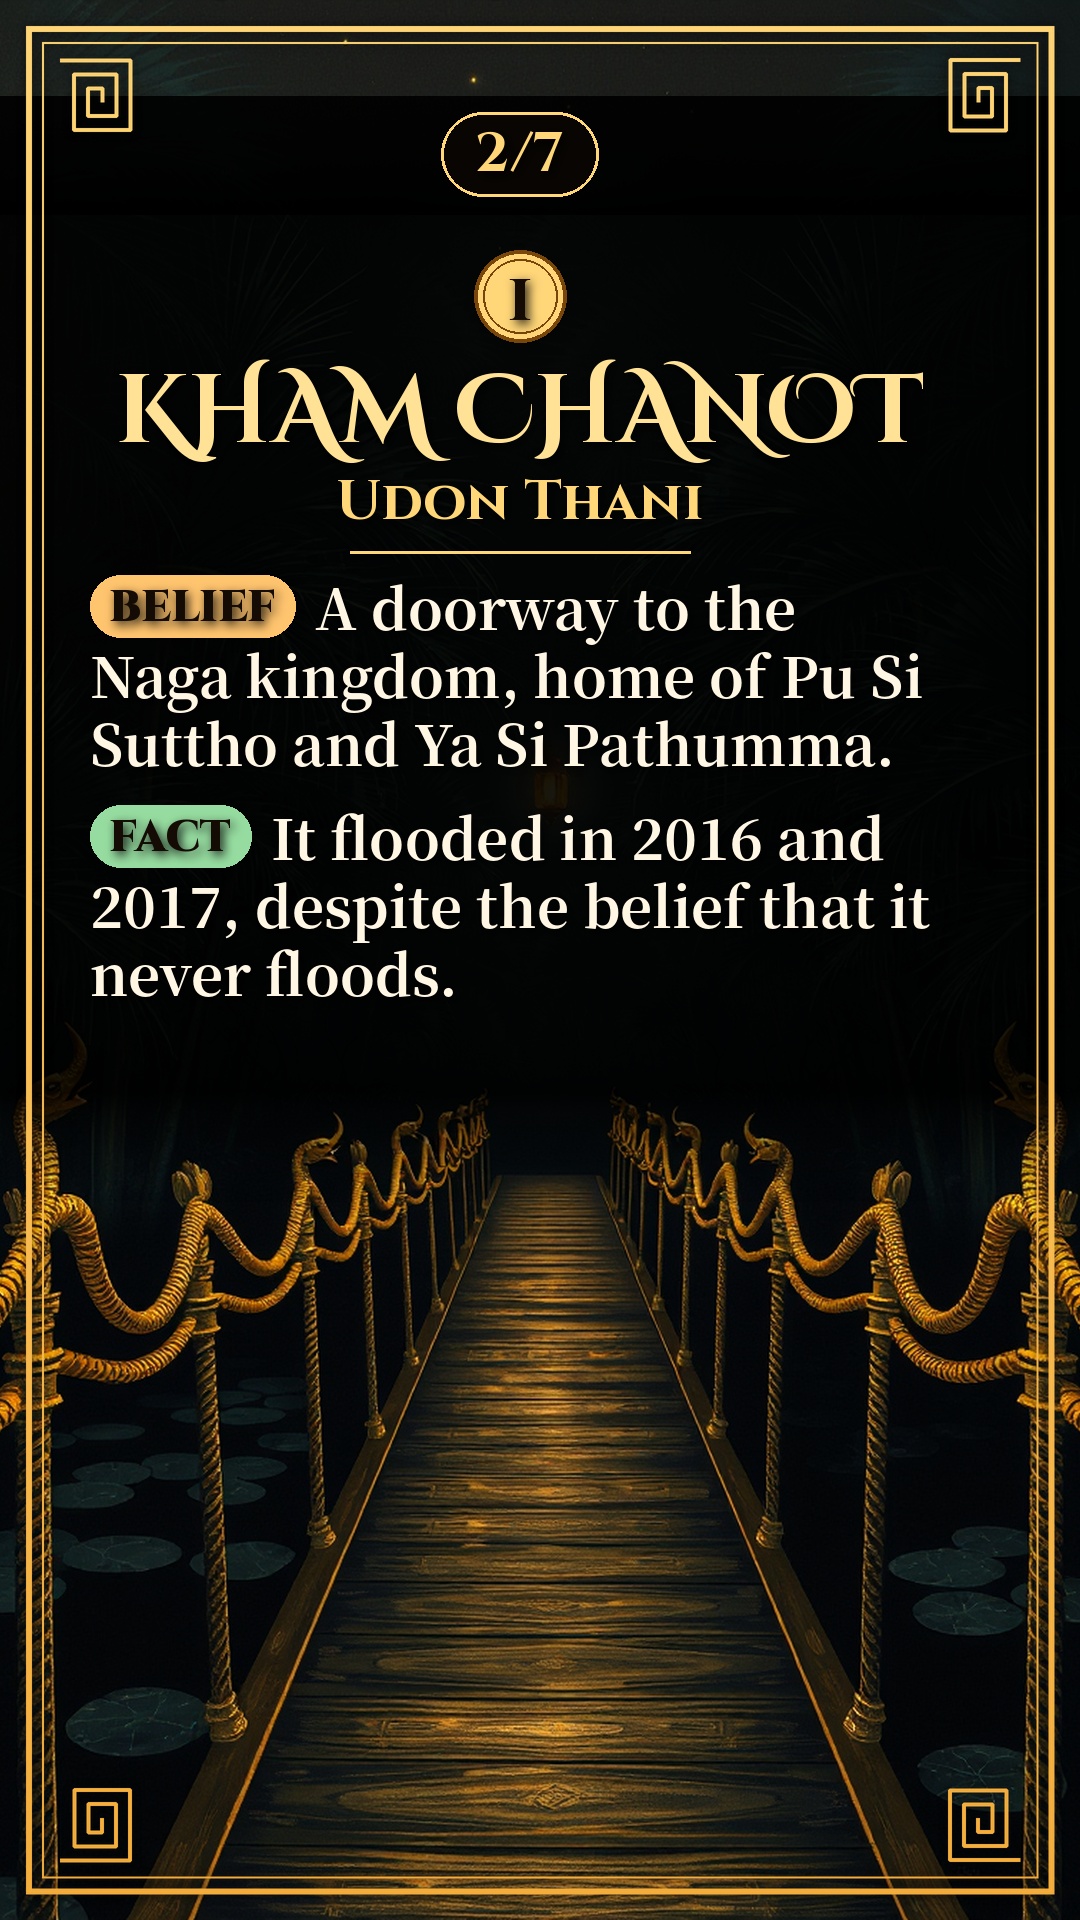 2/7
I
KHAM CHANOT
UDON THANI
BELIEF A doorway to the
Naga kingdom, home of Pu Si
Suttho and Ya Si Pathumma.
FACT It flooded in 2016 and
2017, despite the belief that it
never floods.